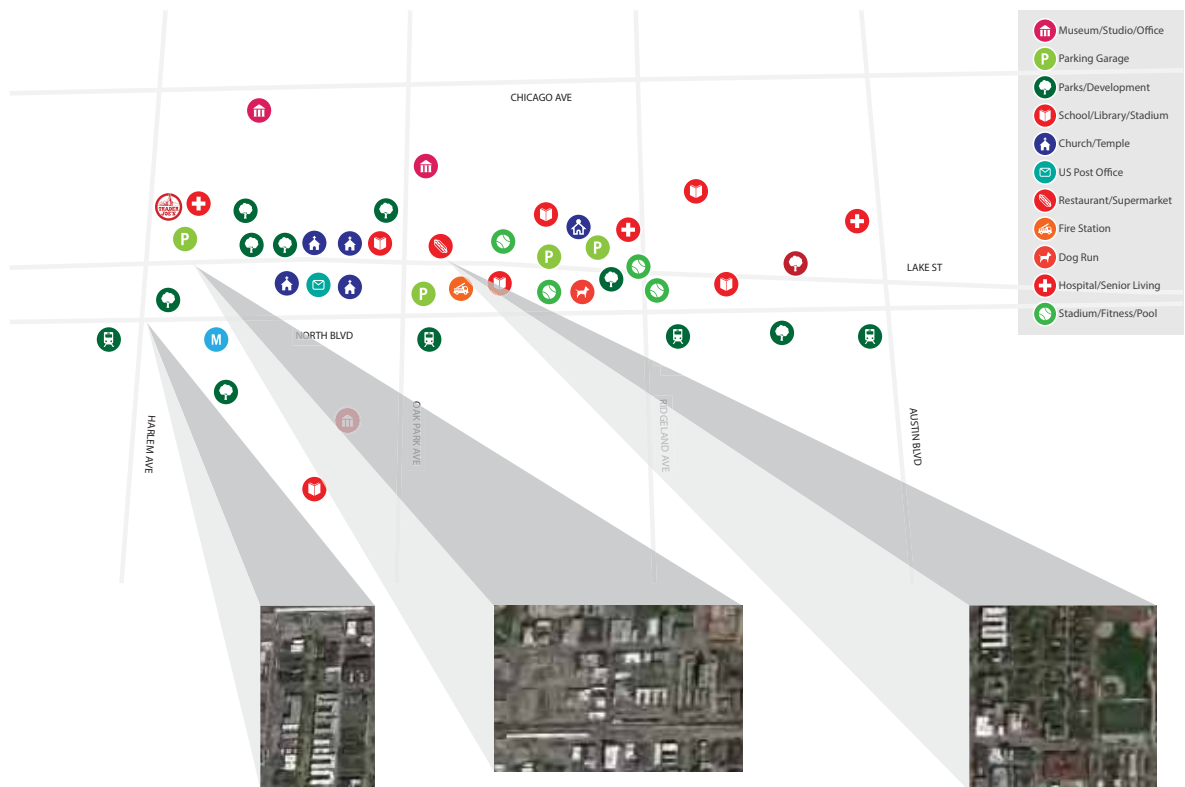 Museum/Studio/Office
Parking Garage
Parks/Development
School/Library/Stadium
Church/Temple
US Post Office
Restaurant/Supermarket
Fire Station
Dog Run
Hospital/Senior Living
Stadium/Fitness/Pool
P
CHICAGO AVE
TRADER JOE'S
P
P
P
LAKE ST
P
M
NORTH BLVD
HARLEM AVE
OAK PARK AVE
RIDGELAND AVE
AUSTIN BLVD